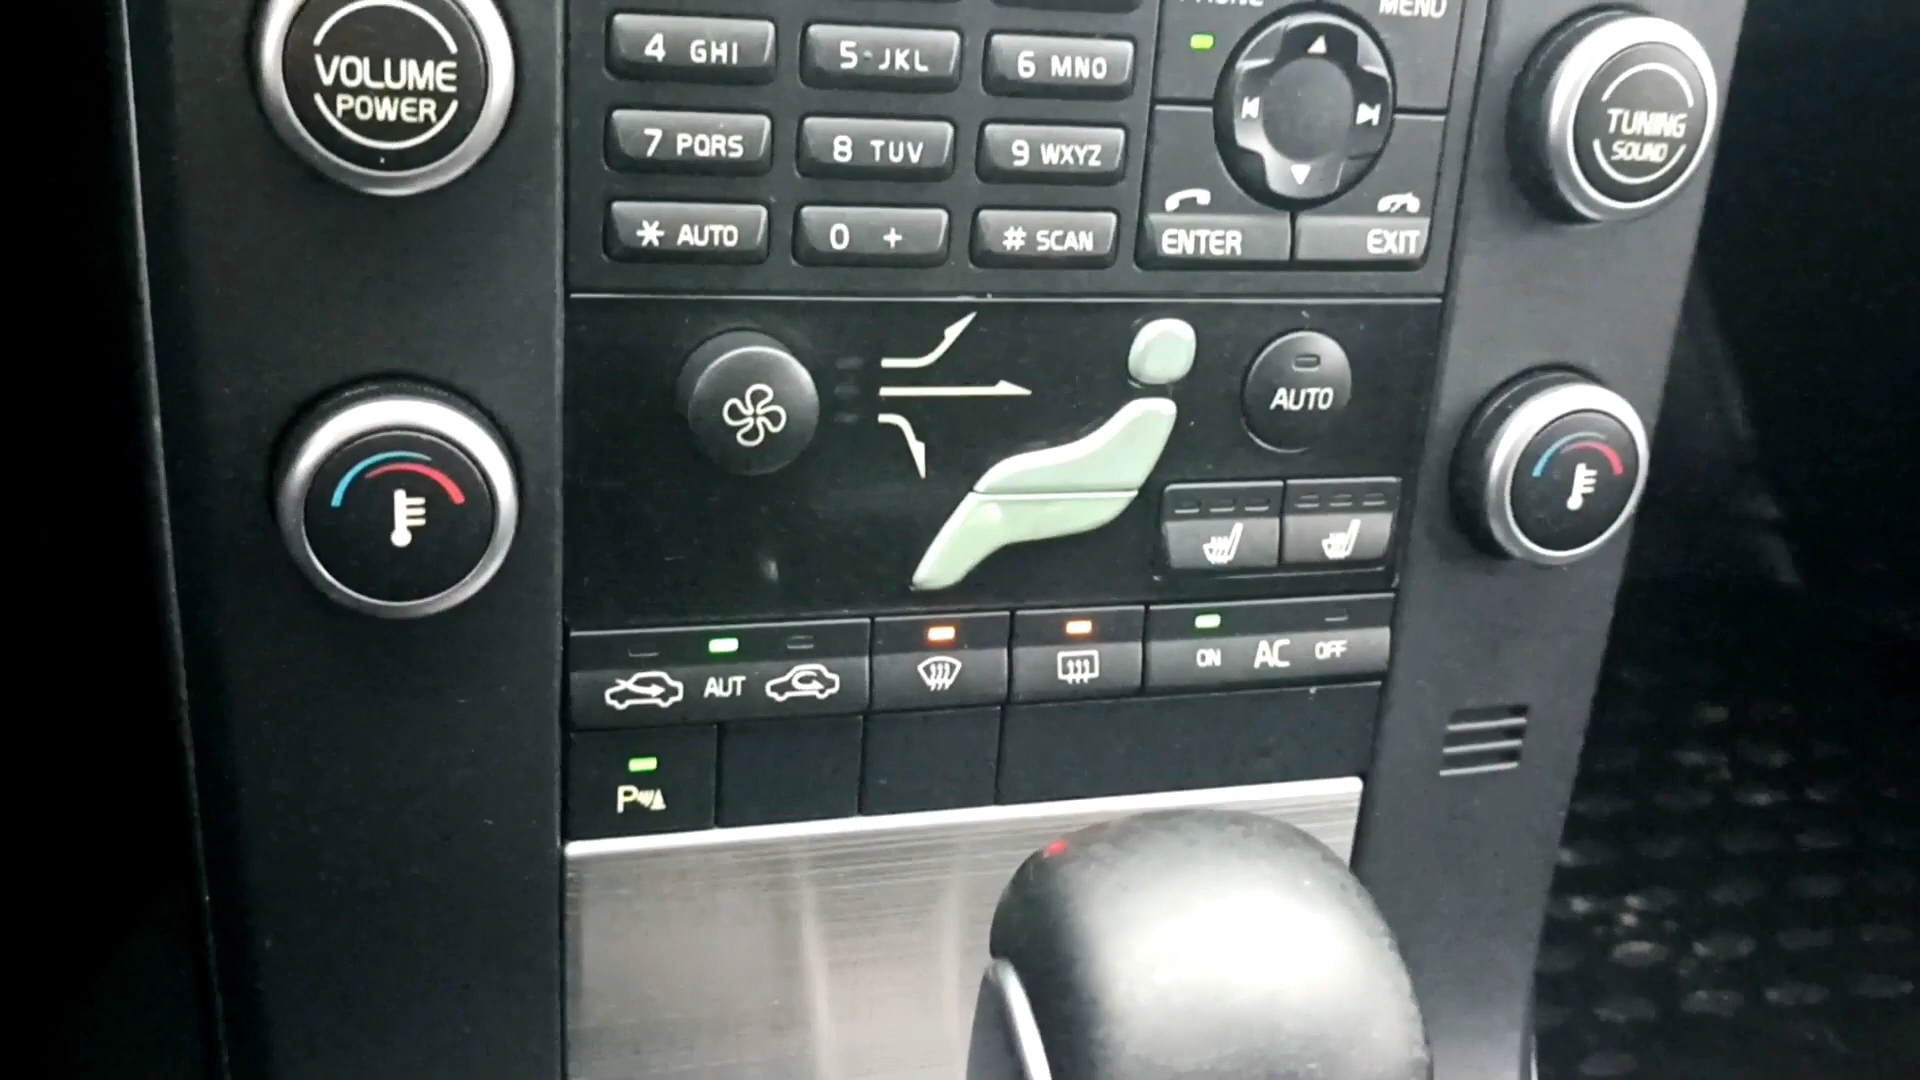 PHONE
MENU
VOLUME
POWER
4 GHI
5 JKL
6 MNO
7 PQRS
8 TUV
9 WXYZ
* AUTO
0 +
# SCAN
ENTER
EXIT
TUNING
SOUND
AUTO
AUT
ON AC OFF
P